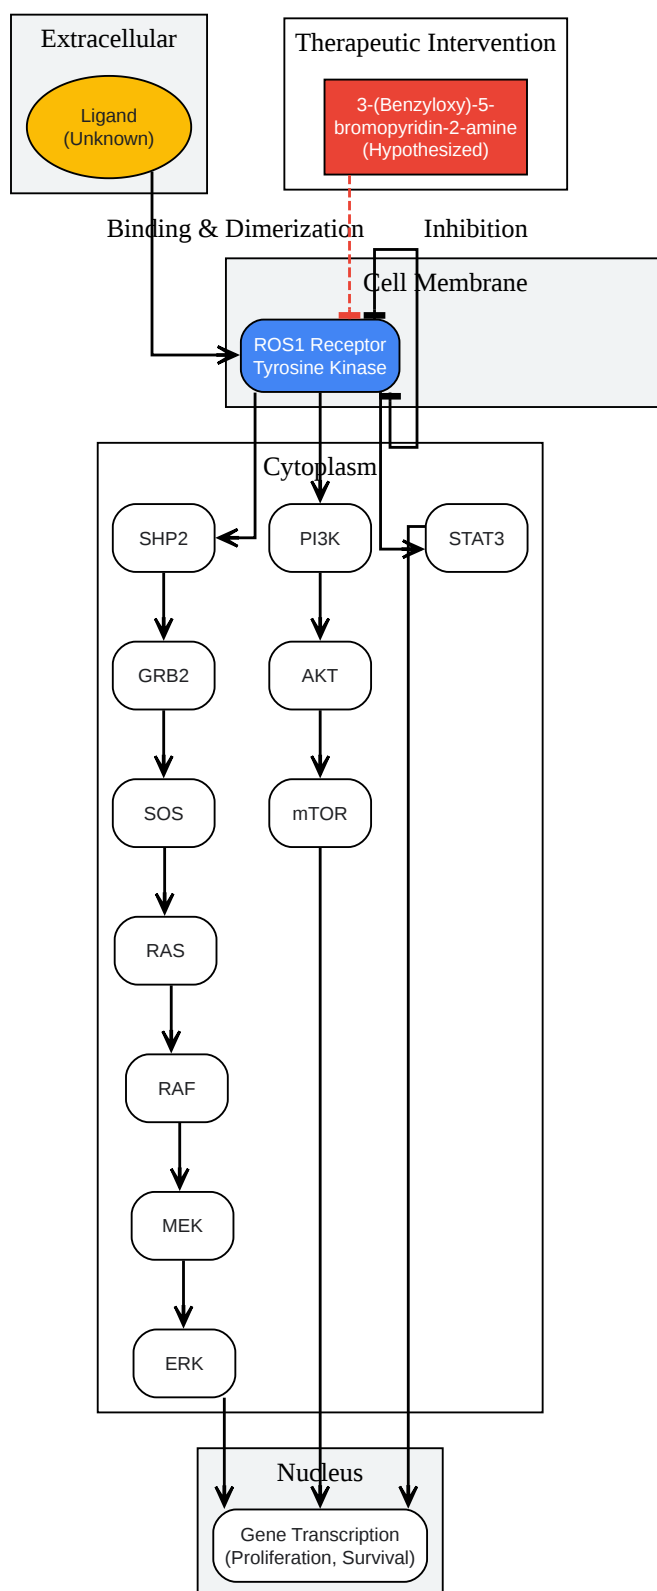 Extracellular
Therapeutic Intervention
Ligand
(Unknown)
3-(Benzyloxy)-5-
bromopyridin-2-amine
(Hypothesized)
Binding & Dimerization
Inhibition
Cell Membrane
ROS1 Receptor
Tyrosine Kinase
Cytoplasm
SHP2
PI3K
STAT3
GRB2
AKT
SOS
mTOR
RAS
RAF
MEK
ERK
Nucleus
Gene Transcription
(Proliferation, Survival)